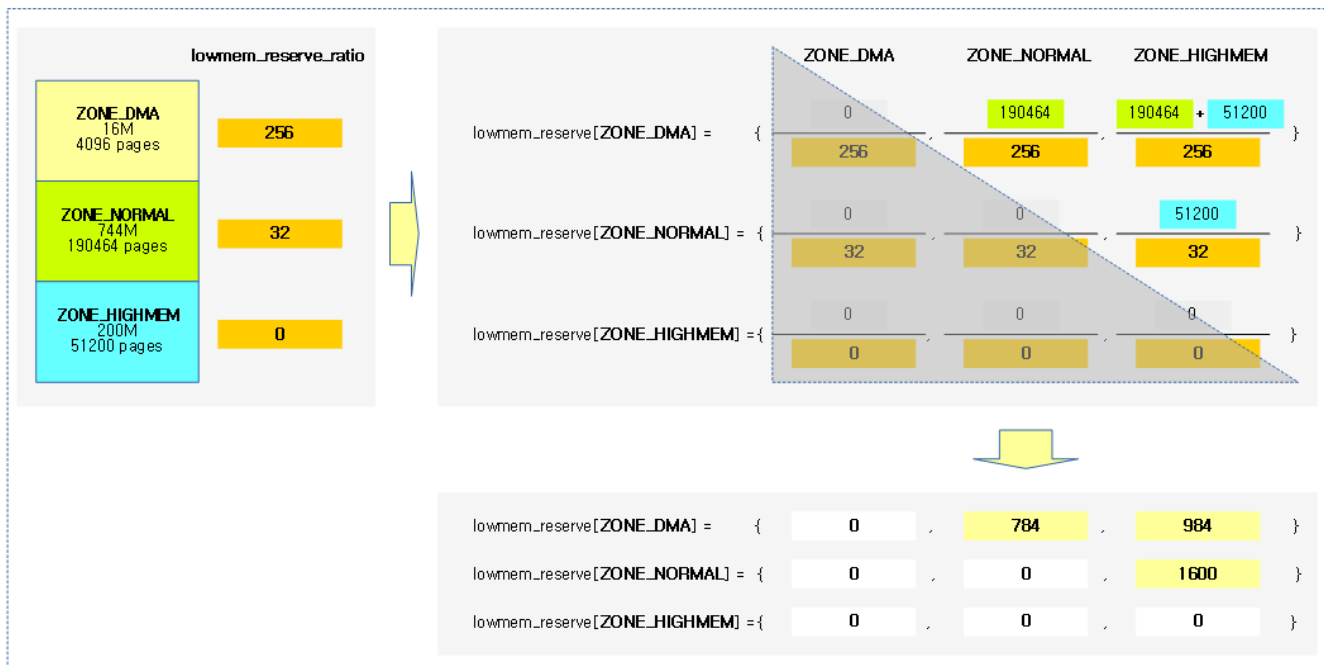 lowmem_reserve_ratio
ZONE_DMA
16M
4096 pages
256
ZONE_NORMAL
744M
190464 pages
32
ZONE_HIGHMEM
200M
51200 pages
0
ZONE_DMA ZONE_NORMAL ZONE_HIGHMEM
0 190464 190464 + 51200
lowmem_reserve[ZONE_DMA] = { , , }
256 256 256
0 0 51200
lowmem_reserve[ZONE_NORMAL] = { , , }
32 32 32
0 0 0
lowmem_reserve[ZONE_HIGHMEM] ={ , , }
0 0 0
lowmem_reserve[ZONE_DMA] = { 0 , 784 , 984 }
lowmem_reserve[ZONE_NORMAL] = { 0 , 0 , 1600 }
lowmem_reserve[ZONE_HIGHMEM] ={ 0 , 0 , 0 }